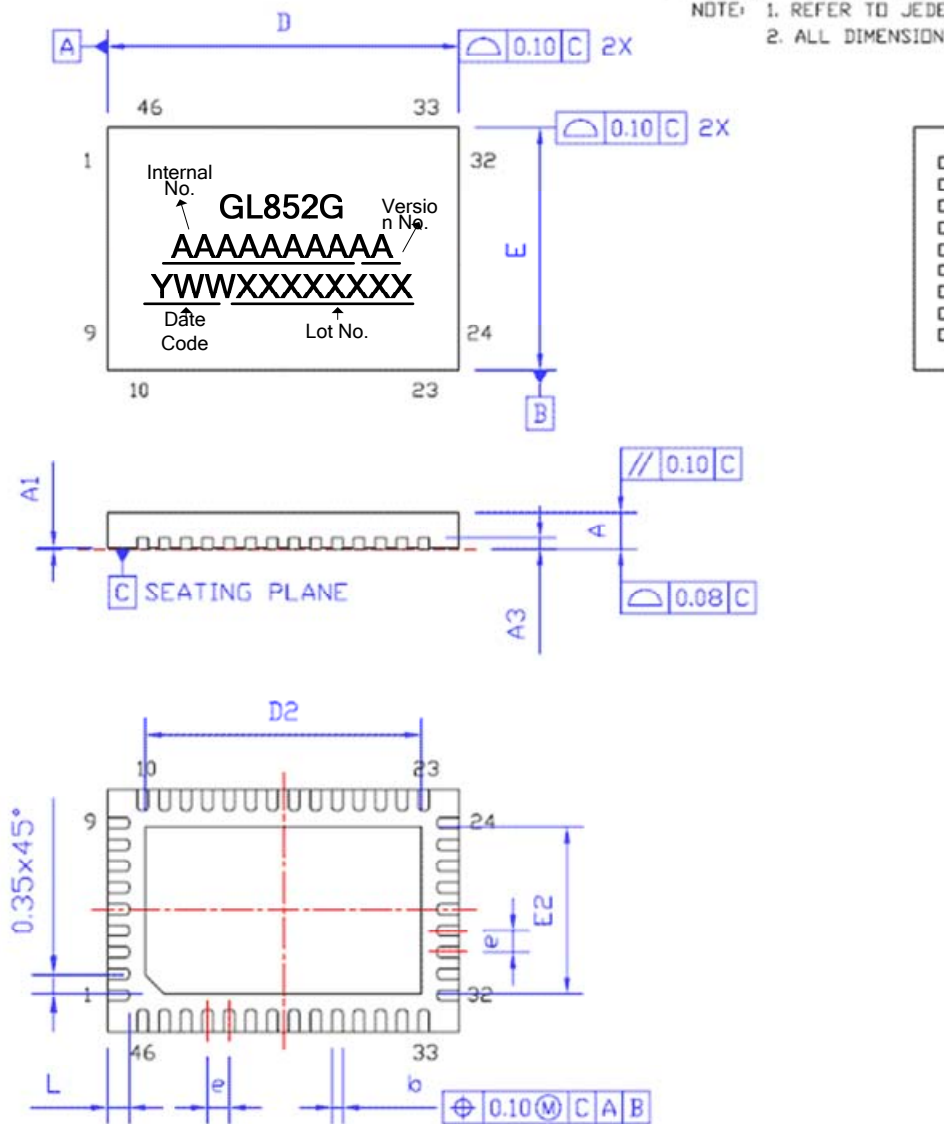 NOTE: 1. REFER TO JEDE
2. ALL DIMENSION
D
A
0.10 C 2X
46 33
0.10 C 2X
1 32
Internal
No.
GL852G
Versio
n No.
AAAAAAAAAA
YWWXXXXXXXX
Date
Code
Lot No.
E
9 24
10 23
B
A1
// 0.10 C
A
C SEATING PLANE
0.08 C
A3
D2
10 23
9 24
0.35x45°
E2
e
1 32
46 33
L e b
⌖ 0.10 Ⓜ C A B